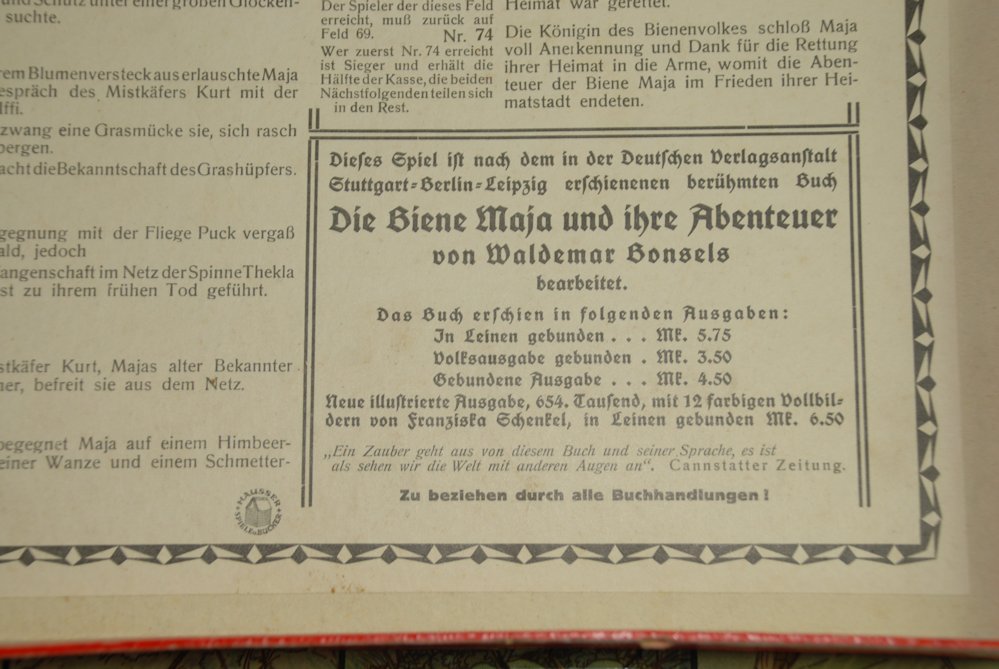 und Schutz unter einer großen Glocken-
suchte.
Blumenversteck aus erlauschte Maja
des Mistkäfers Kurt mit der
Iffi.
zwang eine Grasmücke sie, sich rasch
bergen.
die Bekanntschaft des Grashüpfers.
mit der Fliege Puck vergaß
jedoch
im Netz der Spinne Thekla
zu ihrem frühen Tod geführt.
Kurt, Majas alter Bekannter
befreit sie aus dem Netz.
begegnet Maja auf einem Himbeer-
einer Wanze und einem Schmetter-
HAUSSER
SPIELE u. BÜCHER
Der Spieler der dieses Feld
erreicht, muß zurück auf
Feld 69. Nr. 74
Wer zuerst Nr. 74 erreicht
ist Sieger und erhält die
Hälfte der Kasse, die beiden
Nächstfolgenden teilen sich
in den Rest.
Heimat war gerettet.
Die Königin des Bienenvolkes schloß Maja
voll Anerkennung und Dank für die Rettung
ihrer Heimat in die Arme, womit die Aben-
teuer der Biene Maja im Frieden ihrer Hei-
matstadt endeten.
Dieses Spiel ist nach dem in der Deutschen Verlagsanstalt
Stuttgart-Berlin-Leipzig erschienenen berühmten Buch
Die Biene Maja und ihre Abenteuer
von Waldemar Bonsels
bearbeitet.
Das Buch erschien in folgenden Ausgaben:
In Leinen gebunden . . . Mk. 5.75
Volksausgabe gebunden . Mk. 3.50
Gebundene Ausgabe . . . Mk. 4.50
Neue illustrierte Ausgabe, 654. Tausend, mit 12 farbigen Vollbil-
dern von Franziska Schenkel, in Leinen gebunden Mk. 6.50
„Ein Zauber geht aus von diesem Buch und seiner Sprache, es ist
als sehen wir die Welt mit anderen Augen an“. Cannstatter Zeitung.
Zu beziehen durch alle Buchhandlungen!